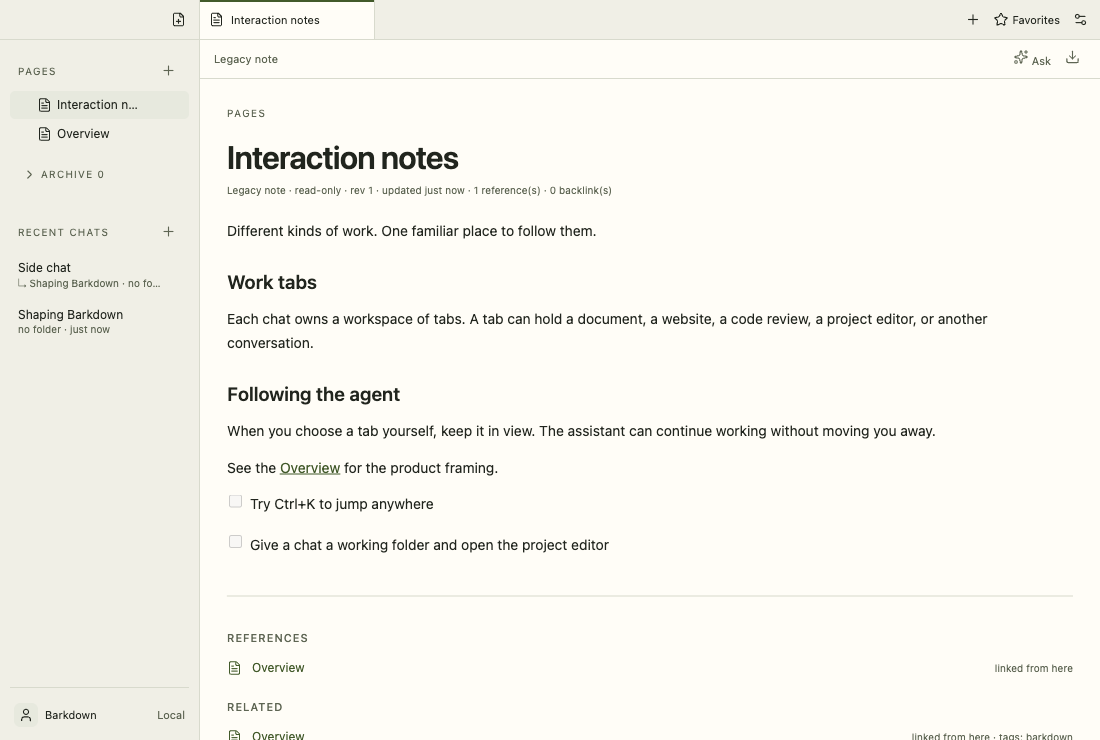 Interaction notes
Favorites
Legacy note
Ask
PAGES
Interaction n...
Overview
ARCHIVE 0
RECENT CHATS
Side chat
Shaping Barkdown · no fo...
Shaping Barkdown
no folder · just now
Barkdown
Local
PAGES
Interaction notes
Legacy note · read-only · rev 1 · updated just now · 1 reference(s) · 0 backlink(s)
Different kinds of work. One familiar place to follow them.
Work tabs
Each chat owns a workspace of tabs. A tab can hold a document, a website, a code review, a project editor, or another
conversation.
Following the agent
When you choose a tab yourself, keep it in view. The assistant can continue working without moving you away.
See the Overview for the product framing.
Try Ctrl+K to jump anywhere
Give a chat a working folder and open the project editor
REFERENCES
Overview
linked from here
RELATED
Overview
linked from here · tags: barkdown